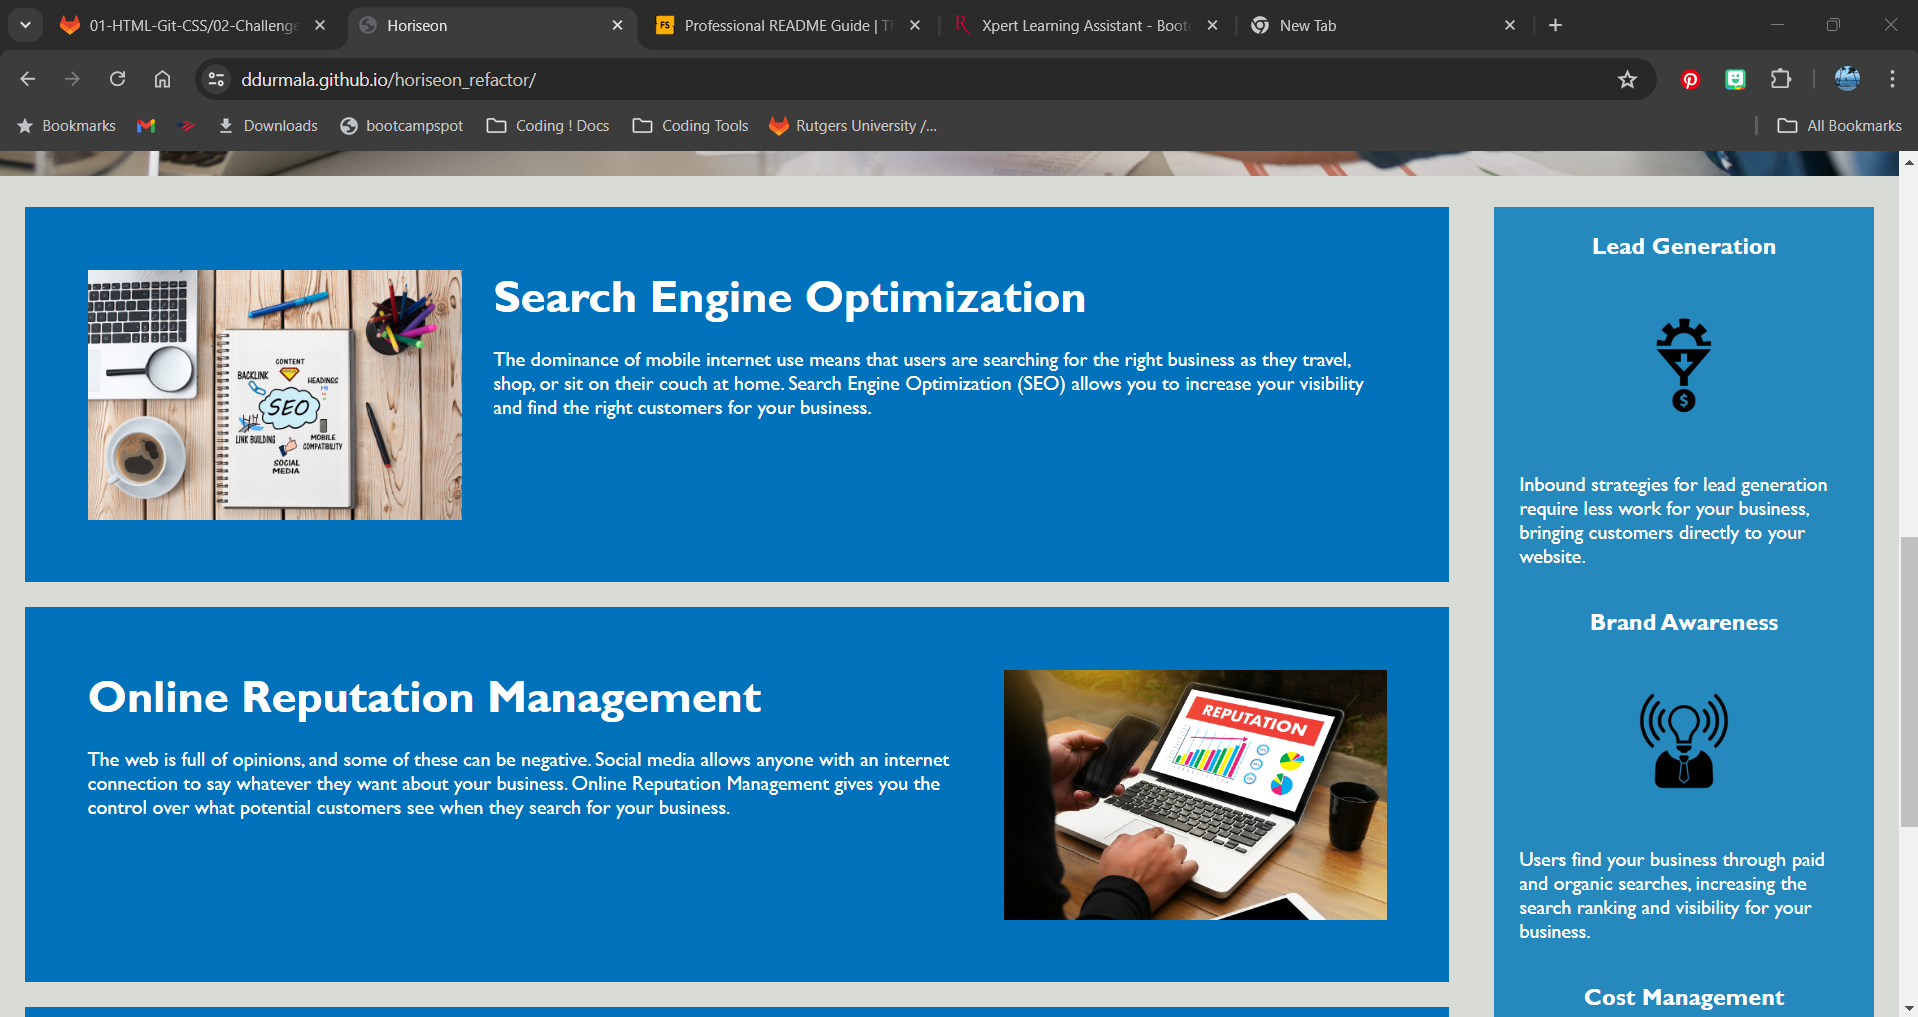 01-HTML-Git-CSS/02-Challenge
Horiseon
Professional README Guide | T
Xpert Learning Assistant - Boot
New Tab
ddurmala.github.io/horiseon_refactor/
Bookmarks
Downloads
bootcampspot
Coding ! Docs
Coding Tools
Rutgers University /...
All Bookmarks
Search Engine Optimization
The dominance of mobile internet use means that users are searching for the right business as they travel,
shop, or sit on their couch at home. Search Engine Optimization (SEO) allows you to increase your visibility
and find the right customers for your business.
CONTENT
BACKLINK
HEADINGS
SEO
LINK BUILDING
MOBILE
COMPATIBILITY
SOCIAL
MEDIA
Online Reputation Management
The web is full of opinions, and some of these can be negative. Social media allows anyone with an internet
connection to say whatever they want about your business. Online Reputation Management gives you the
control over what potential customers see when they search for your business.
REPUTATION
Lead Generation
$
Inbound strategies for lead generation
require less work for your business,
bringing customers directly to your
website.
Brand Awareness
Users find your business through paid
and organic searches, increasing the
search ranking and visibility for your
business.
Cost Management